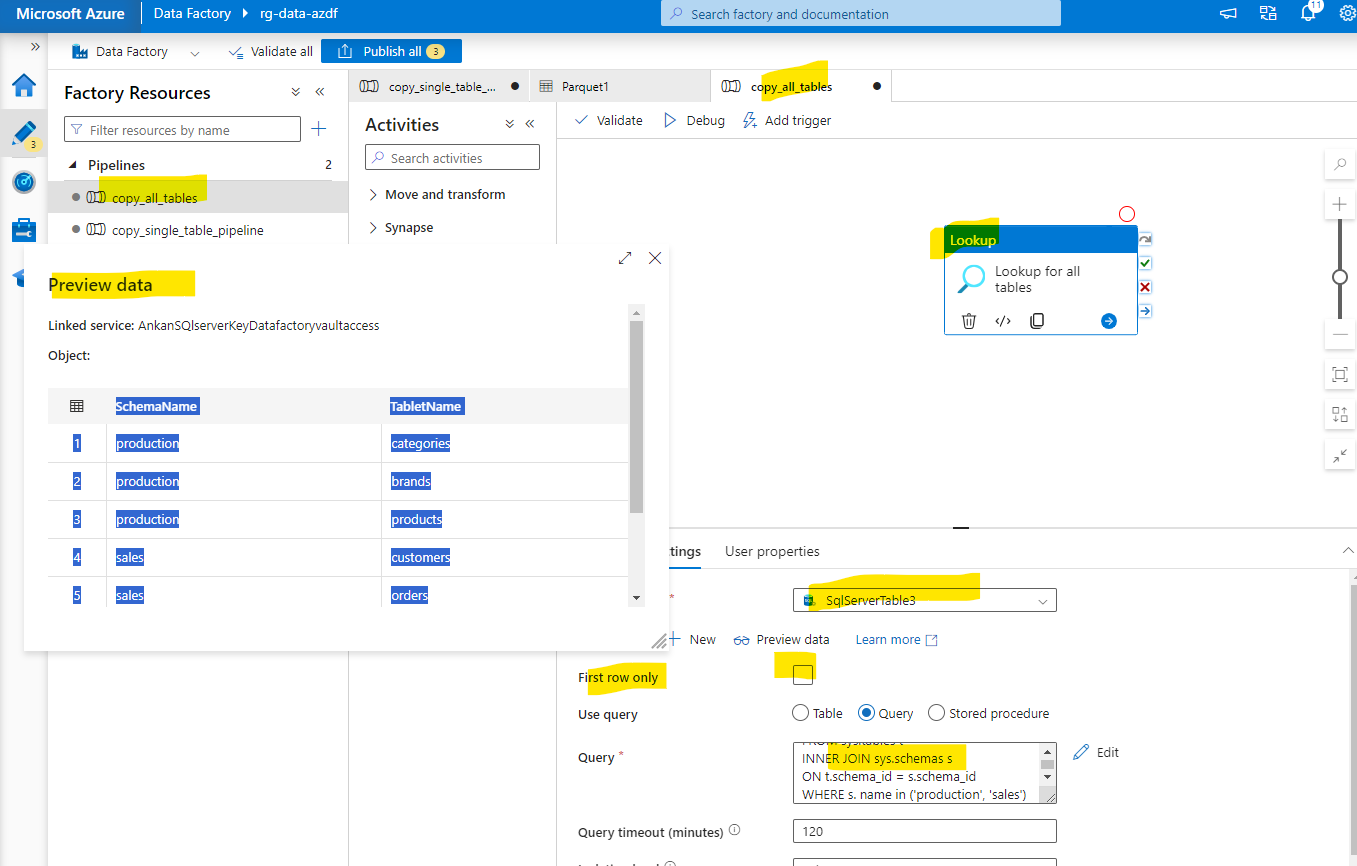 Microsoft Azure
Data Factory
rg-data-azdf
Search factory and documentation
11
Data Factory
Validate all
Publish all
3
copy_single_table_...
Parquet1
copy_all_tables
Factory Resources
Filter resources by name
Pipelines
2
copy_all_tables
copy_single_table_pipeline
3
Activities
Search activities
Move and transform
Synapse
Validate
Debug
Add trigger
Lookup
Lookup for all
tables
Preview data
Linked service: AnkanSQlserverKeyDatafactoryvaultaccess
Object:
SchemaName TabletName
1 production categories
2 production brands
3 production products
4 sales customers
5 sales orders
ttings
User properties
*
SqlServerTable3
New
Preview data
Learn more
First row only
Use query
Table
Query
Stored procedure
Query *
FROM sys.tables t
INNER JOIN sys.schemas s
ON t.schema_id = s.schema_id
WHERE s. name in ('production', 'sales')
Edit
Query timeout (minutes)
120